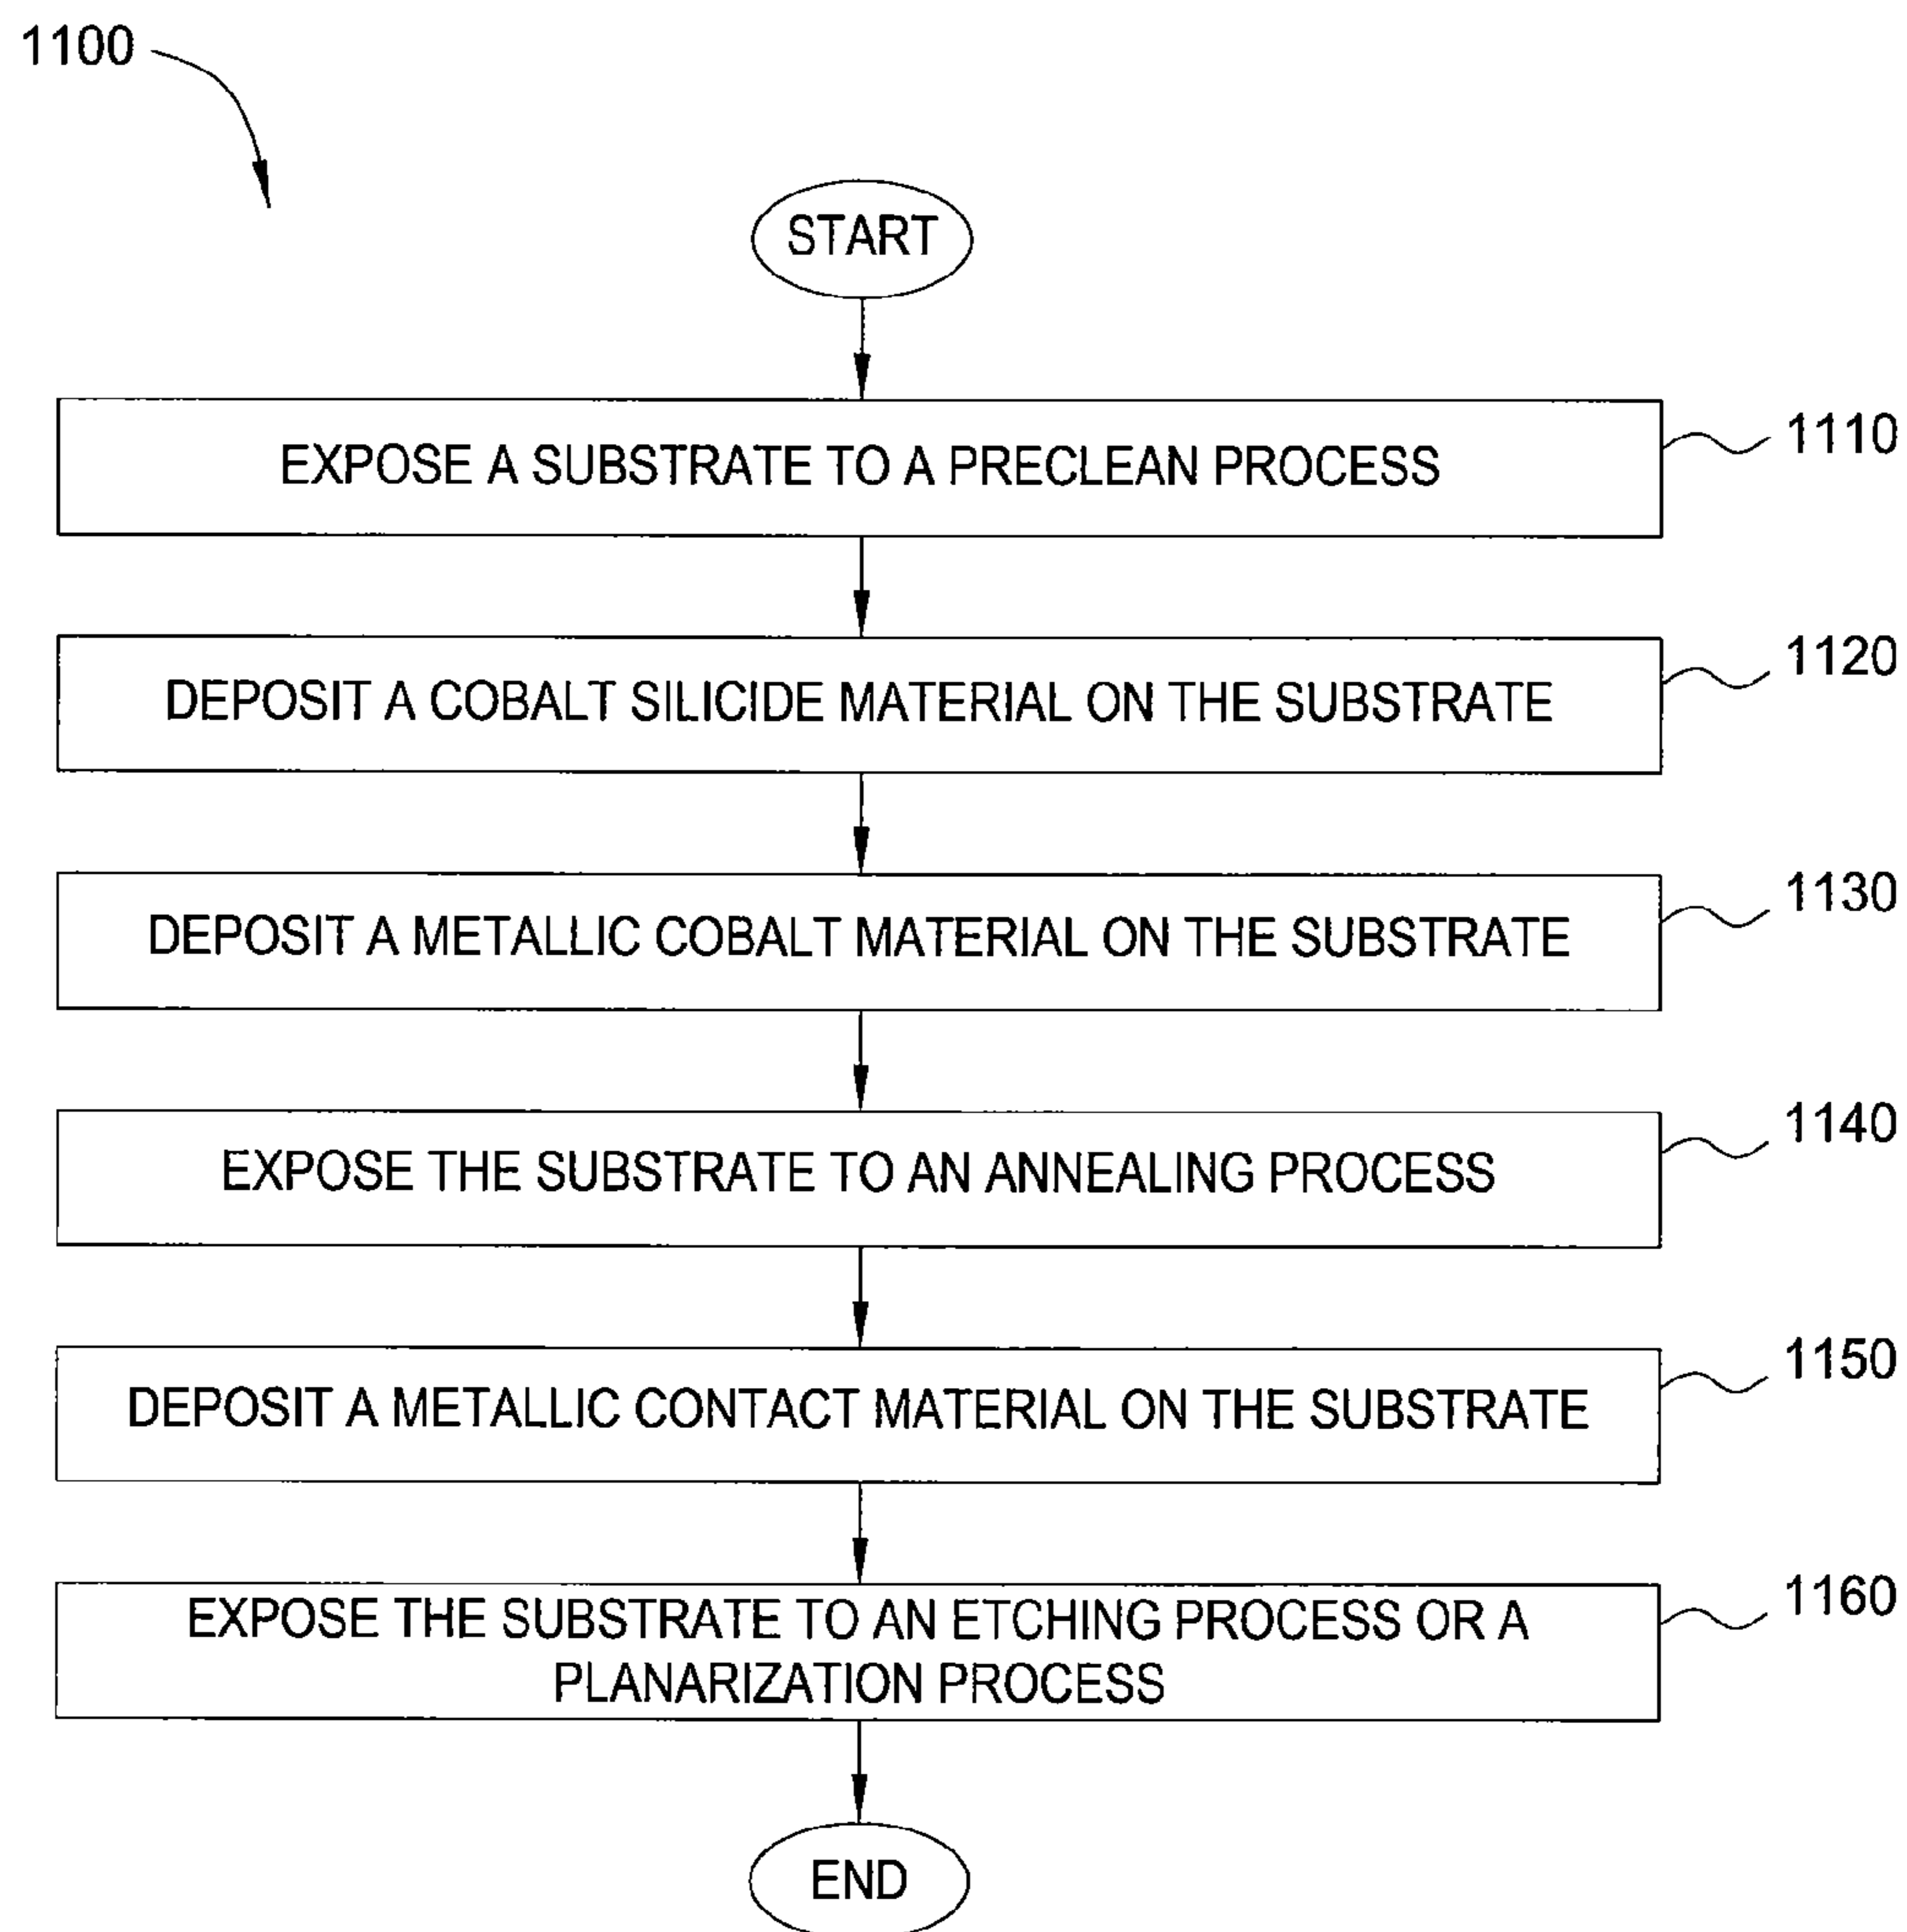 1100
START
EXPOSE A SUBSTRATE TO A PRECLEAN PROCESS
1110
DEPOSIT A COBALT SILICIDE MATERIAL ON THE SUBSTRATE
1120
DEPOSIT A METALLIC COBALT MATERIAL ON THE SUBSTRATE
1130
EXPOSE THE SUBSTRATE TO AN ANNEALING PROCESS
1140
DEPOSIT A METALLIC CONTACT MATERIAL ON THE SUBSTRATE
1150
EXPOSE THE SUBSTRATE TO AN ETCHING PROCESS OR A
PLANARIZATION PROCESS
1160
END